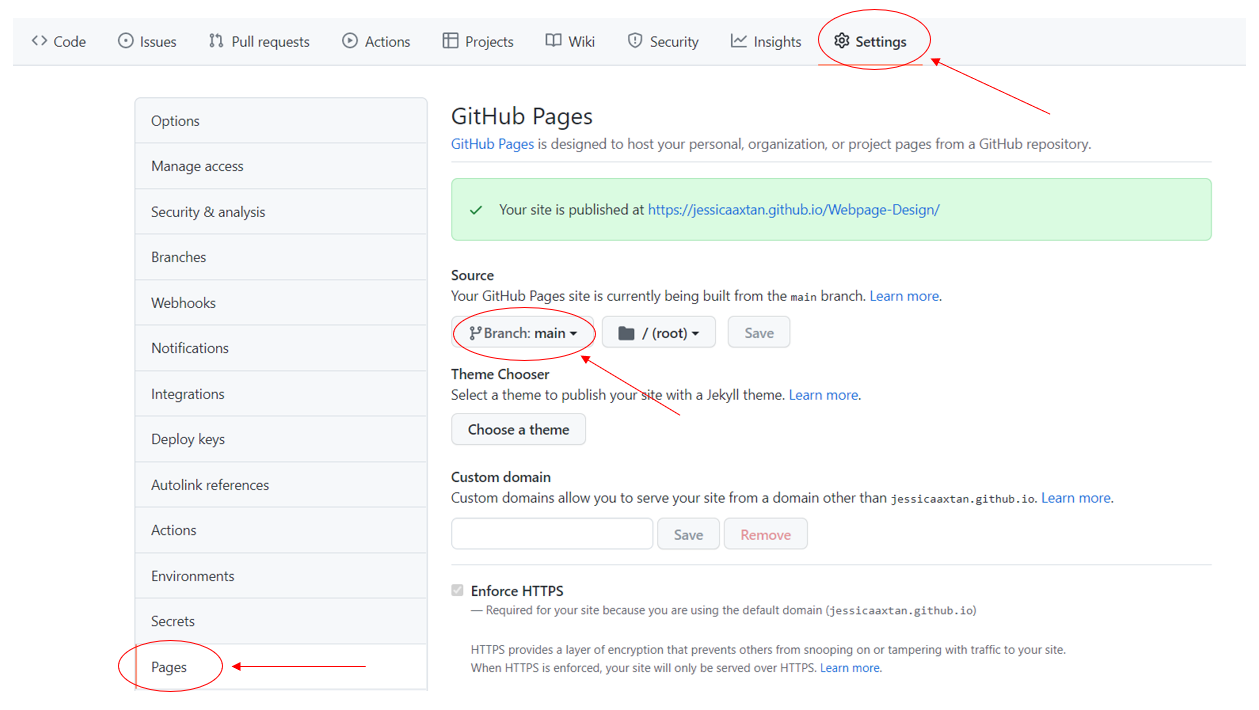 Code Issues Pull requests Actions Projects Wiki Security Insights Settings
Options
Manage access
Security & analysis
Branches
Webhooks
Notifications
Integrations
Deploy keys
Autolink references
Actions
Environments
Secrets
Pages
GitHub Pages
GitHub Pages is designed to host your personal, organization, or project pages from a GitHub repository.
Your site is published at https://jessicaaxtan.github.io/Webpage-Design/
Source
Your GitHub Pages site is currently being built from the main branch. Learn more.
Branch: main / (root) Save
Theme Chooser
Select a theme to publish your site with a Jekyll theme. Learn more.
Choose a theme
Custom domain
Custom domains allow you to serve your site from a domain other than jessicaaxtan.github.io. Learn more.
Save Remove
Enforce HTTPS
— Required for your site because you are using the default domain (jessicaaxtan.github.io)
HTTPS provides a layer of encryption that prevents others from snooping on or tampering with traffic to your site.
When HTTPS is enforced, your site will only be served over HTTPS. Learn more.